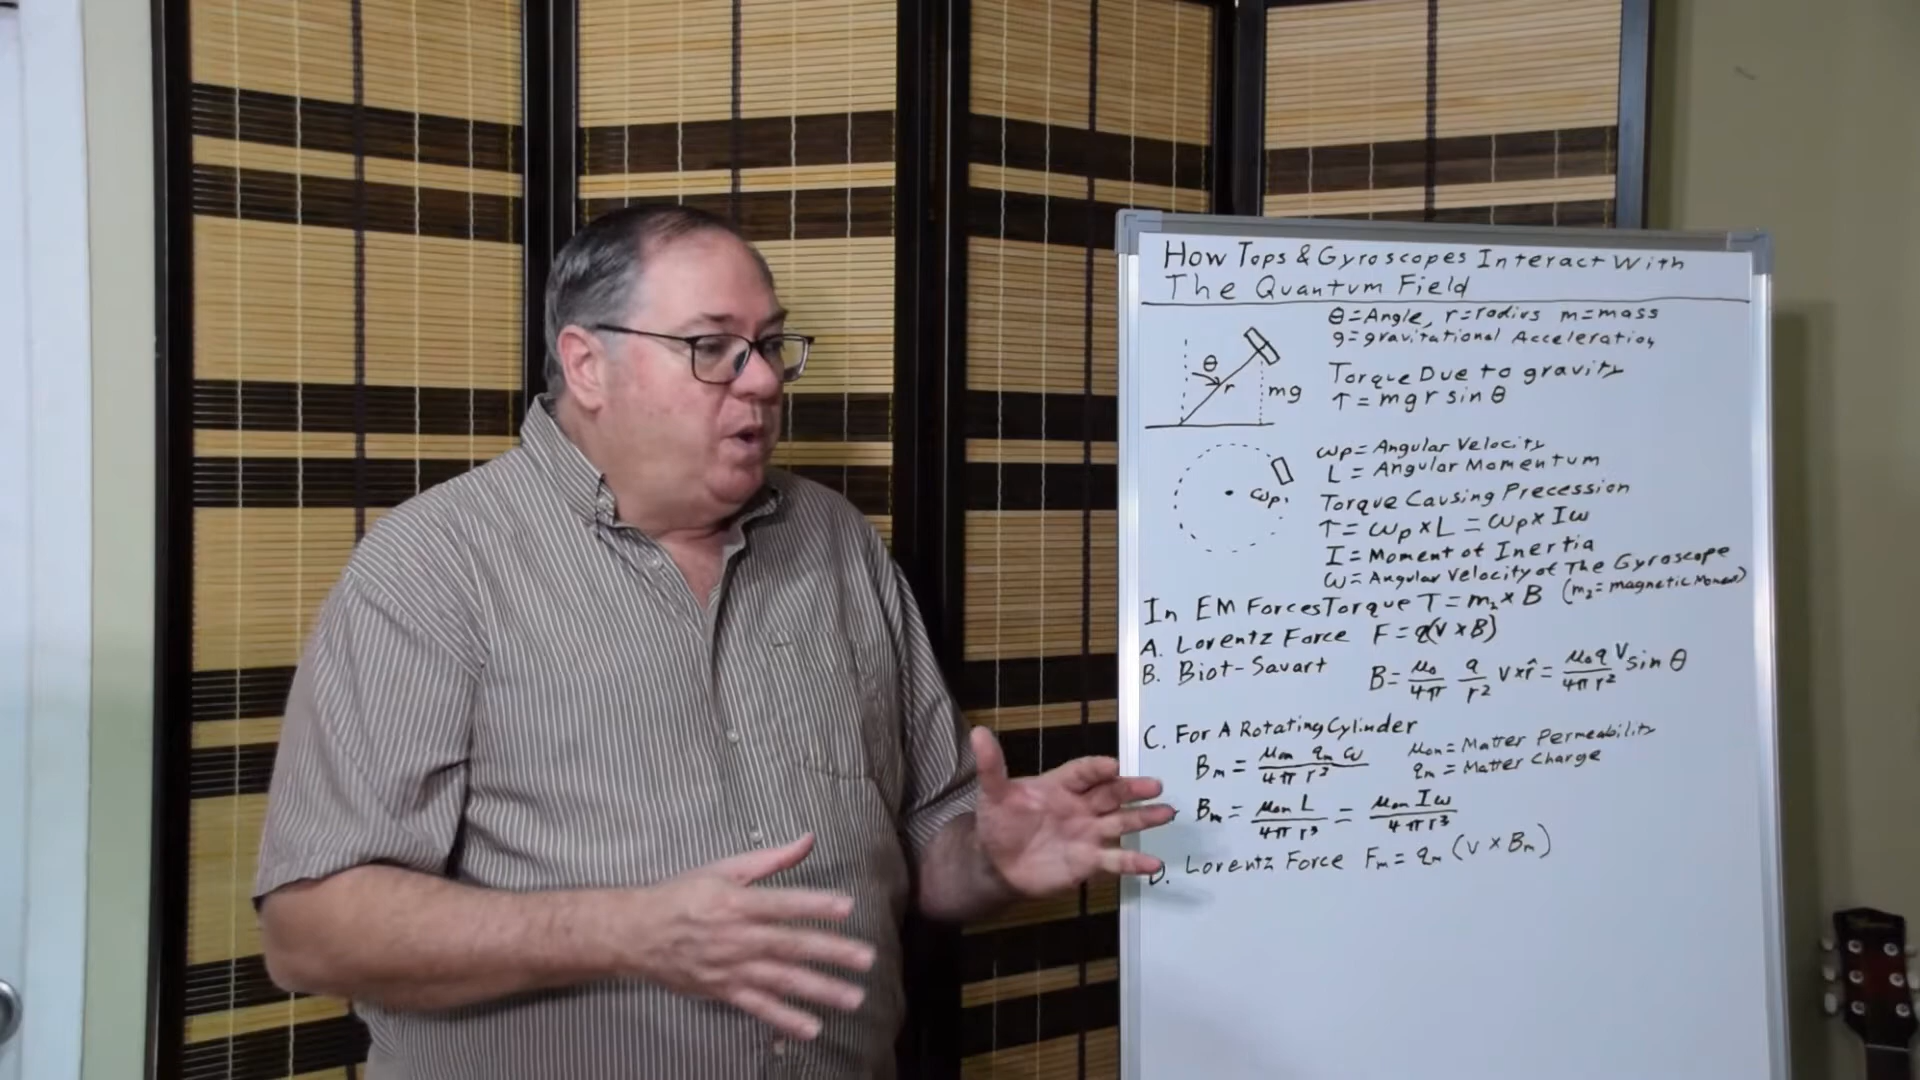 How Tops & Gyroscopes Interact With
The Quantum Field
θ = Angle, r = radius m = mass
g = gravitational Acceleration
Torque Due to gravity
τ = mgr sin θ
θ
r
mg
ωp = Angular Velocity
L = Angular Momentum
ωp
Torque Causing Precession
τ = ωp × L = ωp × Iω
I = Moment of Inertia
ω = Angular Velocity of The Gyroscope
In EM Forces Torque T = m₂ × B (m₂ = magnetic Moment)
A. Lorentz Force F = q(V × B)
B. Biot-Savart B = μ₀/4π q/r² V × r̂ = μ₀qV/4πr² sin θ
C. For A Rotating Cylinder
Bm = μom qm ω / 4π r² μom = Matter Permeability
qm = Matter Charge
Bm = μom L / 4π r³ = μom Iω / 4π r³
D. Lorentz Force Fm = qm (V × Bm)